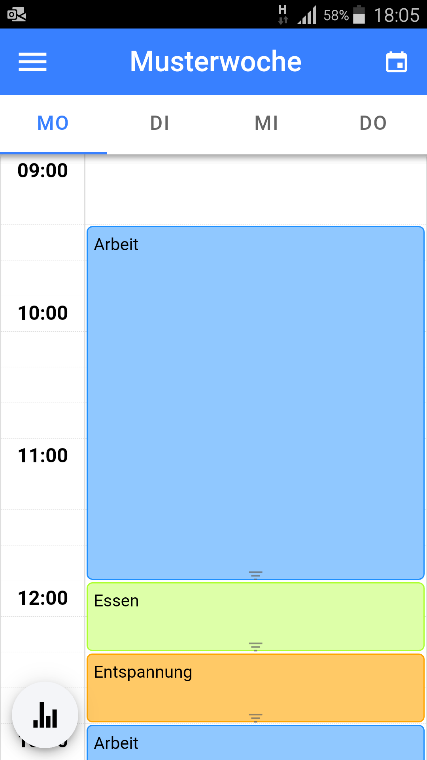 H 58% 18:05
Musterwoche
MO DI MI DO
09:00
Arbeit
10:00
11:00
12:00
Essen
Entspannung
Arbeit